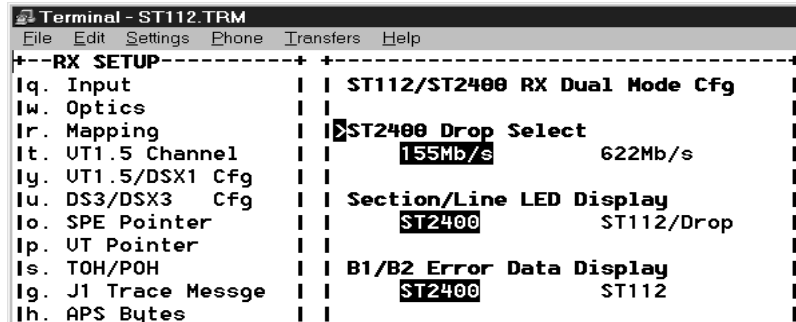 Terminal - ST112.TRM
File Edit Settings Phone Transfers Help
+--RX SETUP----------+ +----------------------------------+
|q. Input | | ST112/ST2400 RX Dual Mode Cfg |
|w. Optics | | |
|r. Mapping | |>ST2400 Drop Select |
|t. VT1.5 Channel | | 155Mb/s 622Mb/s |
|y. VT1.5/DSX1 Cfg | | |
|u. DS3/DSX3 Cfg | | Section/Line LED Display |
|o. SPE Pointer | | ST2400 ST112/Drop |
|p. VT Pointer | | |
|s. TOH/POH | | B1/B2 Error Data Display |
|g. J1 Trace Messge | | ST2400 ST112 |
|h. APS Bytes | | |